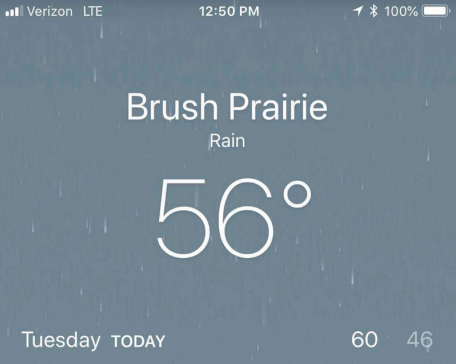 Verizon LTE 12:50 PM 100%
Brush Prairie
Rain
56°
Tuesday TODAY 60 46